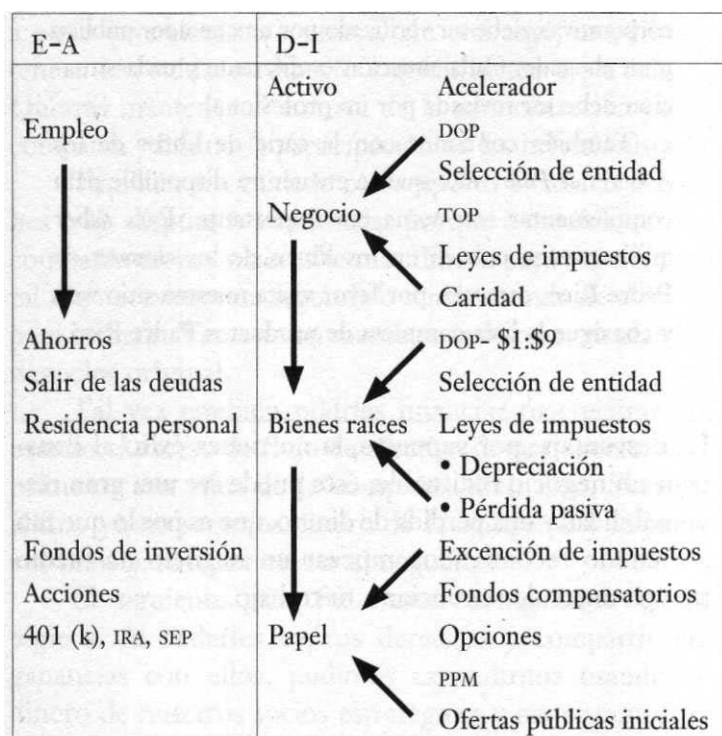 E-A D-I
Activo Acelerador
Empleo DOP
Selección de entidad
Negocio TOP
Leyes de impuestos
Caridad
Ahorros DOP- $1:$9
Salir de las deudas Selección de entidad
Residencia personal Bienes raíces Leyes de impuestos
• Depreciación
• Pérdida pasiva
Fondos de inversión Excención de impuestos
Acciones Fondos compensatorios
401 (k), IRA, SEP Papel Opciones
PPM
Ofertas públicas iniciales